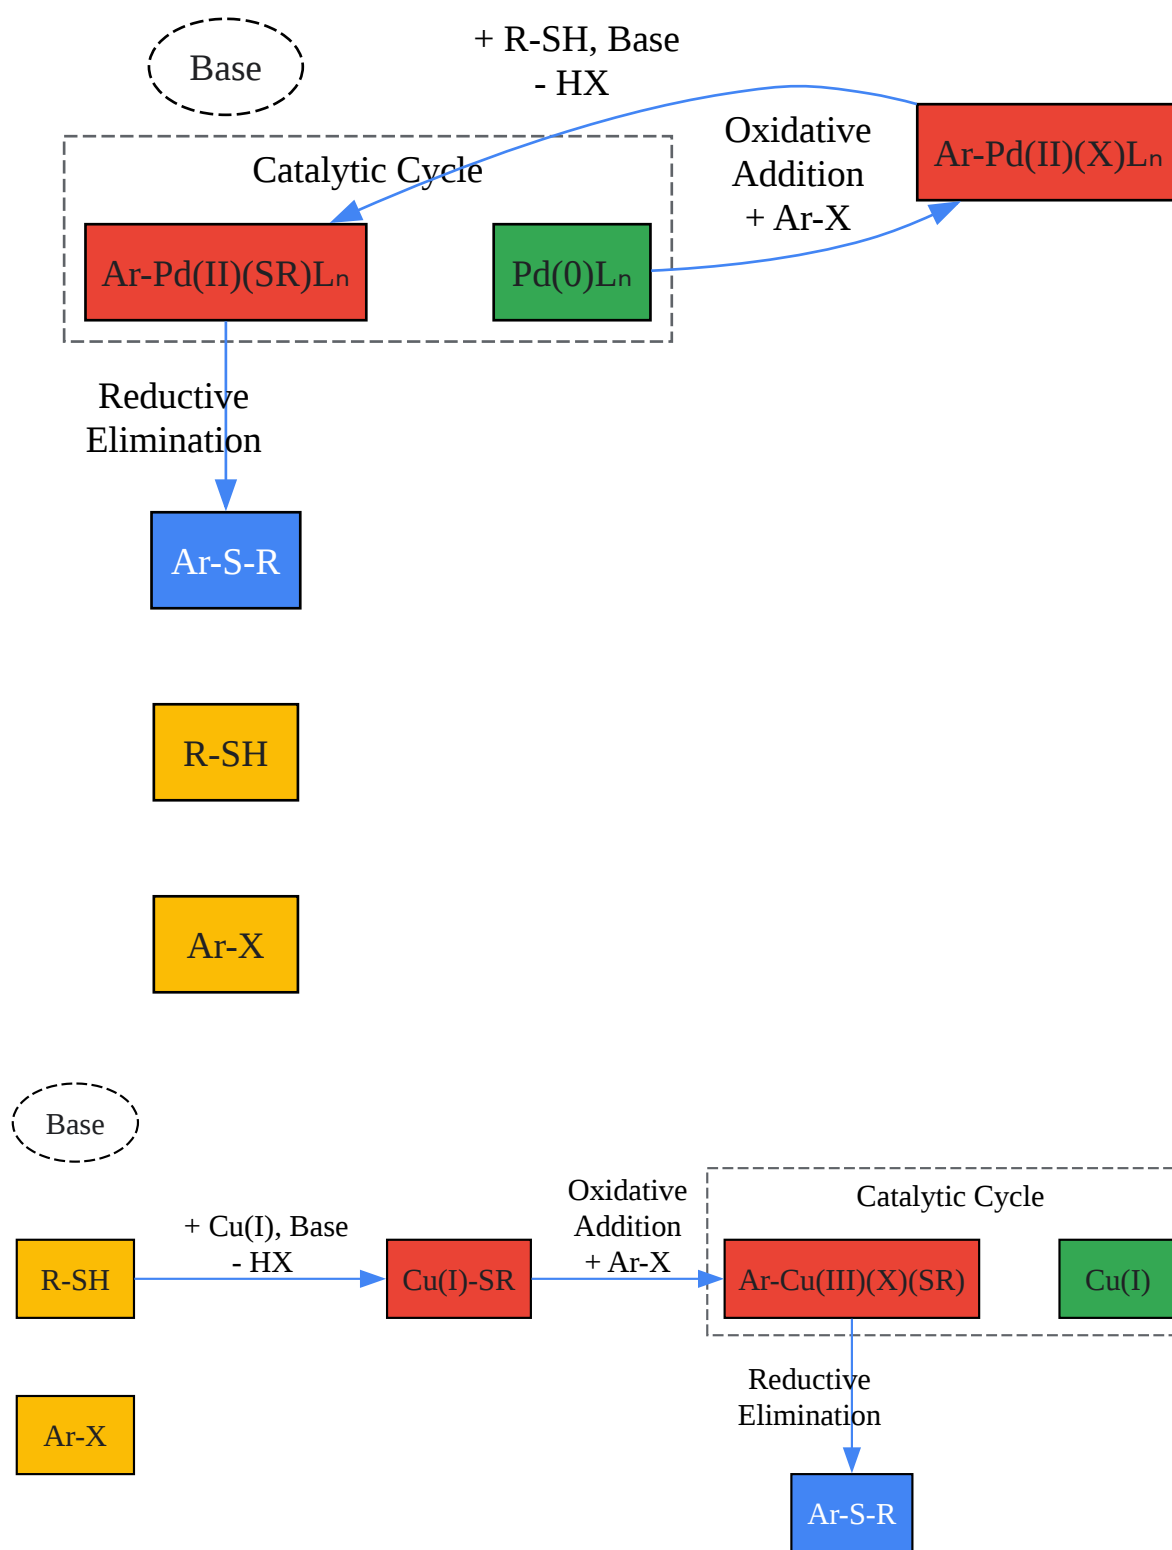 Base
+ R-SH, Base
- HX
Oxidative
Addition
+ Ar-X
Ar-Pd(II)(X)Lₙ
Catalytic Cycle
Ar-Pd(II)(SR)Lₙ
Pd(0)Lₙ
Reductive
Elimination
Ar-S-R
R-SH
Ar-X
Base
R-SH
+ Cu(I), Base
- HX
Cu(I)-SR
Oxidative
Addition
+ Ar-X
Catalytic Cycle
Ar-Cu(III)(X)(SR)
Cu(I)
Ar-X
Reductive
Elimination
Ar-S-R